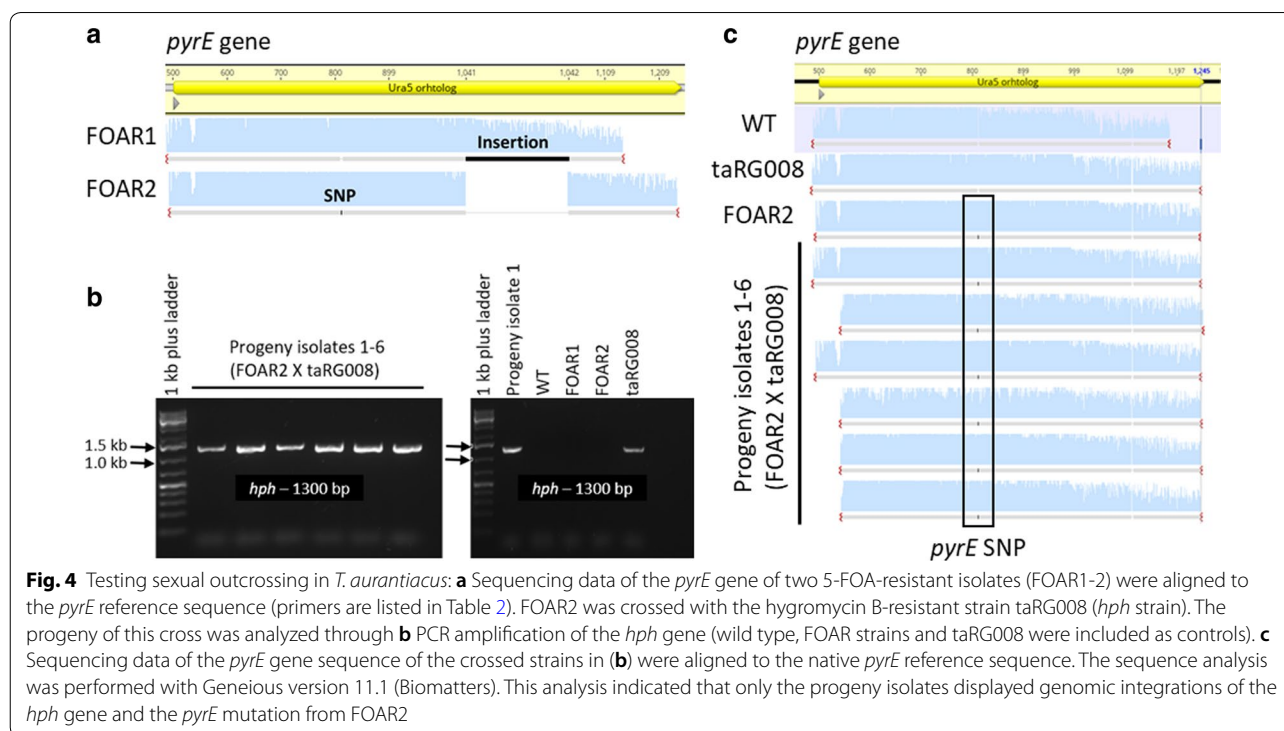 a
pyrE gene
500 600 700 800 899 1,041 1,042 1,109 1,209
Ura5 orhtolog
FOAR1
Insertion
FOAR2
SNP
b
1 kb plus ladder
Progeny isolates 1-6
(FOAR2 X taRG008)
1.5 kb
1.0 kb
hph – 1300 bp
1 kb plus ladder
Progeny isolate 1
WT
FOAR1
FOAR2
taRG008
hph – 1300 bp
c
pyrE gene
500 600 700 800 899 999 1,099 1,197 1,245
Ura5 orhtolog
WT
taRG008
FOAR2
Progeny isolates 1-6
(FOAR2 X taRG008)
pyrE SNP
Fig. 4 Testing sexual outcrossing in T. aurantiacus: a Sequencing data of the pyrE gene of two 5-FOA-resistant isolates (FOAR1-2) were aligned to
the pyrE reference sequence (primers are listed in Table 2). FOAR2 was crossed with the hygromycin B-resistant strain taRG008 (hph strain). The
progeny of this cross was analyzed through b PCR amplification of the hph gene (wild type, FOAR strains and taRG008 were included as controls). c
Sequencing data of the pyrE gene sequence of the crossed strains in (b) were aligned to the native pyrE reference sequence. The sequence analysis
was performed with Geneious version 11.1 (Biomatters). This analysis indicated that only the progeny isolates displayed genomic integrations of the
hph gene and the pyrE mutation from FOAR2